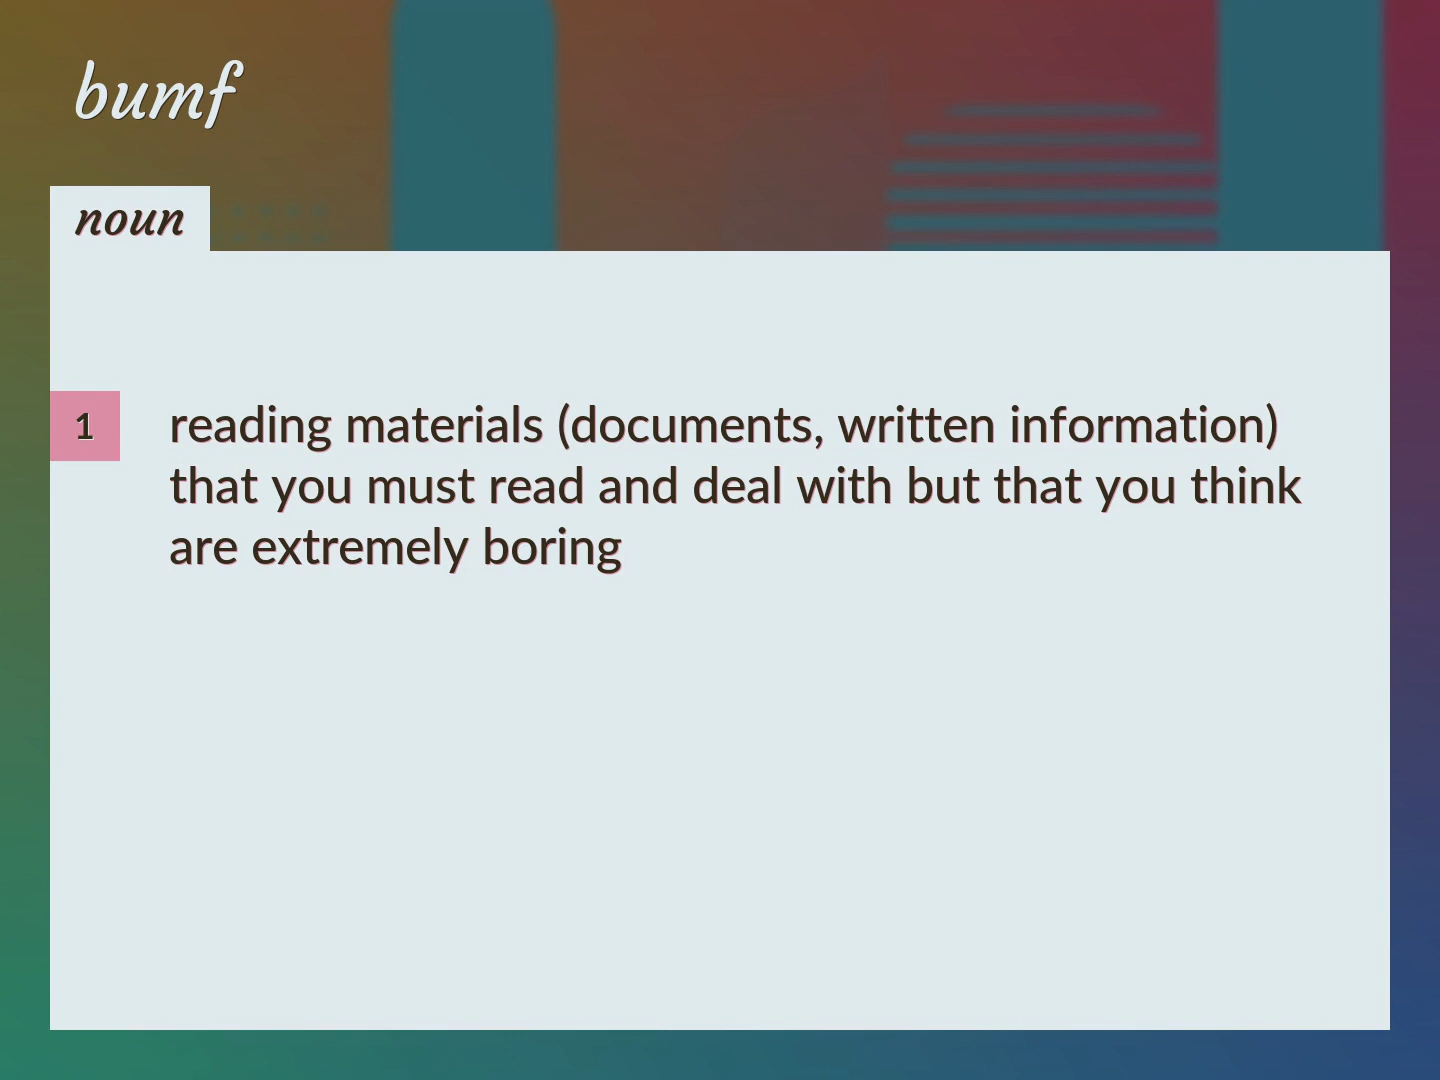 bumf
noun
1
reading materials (documents, written information)
that you must read and deal with but that you think
are extremely boring